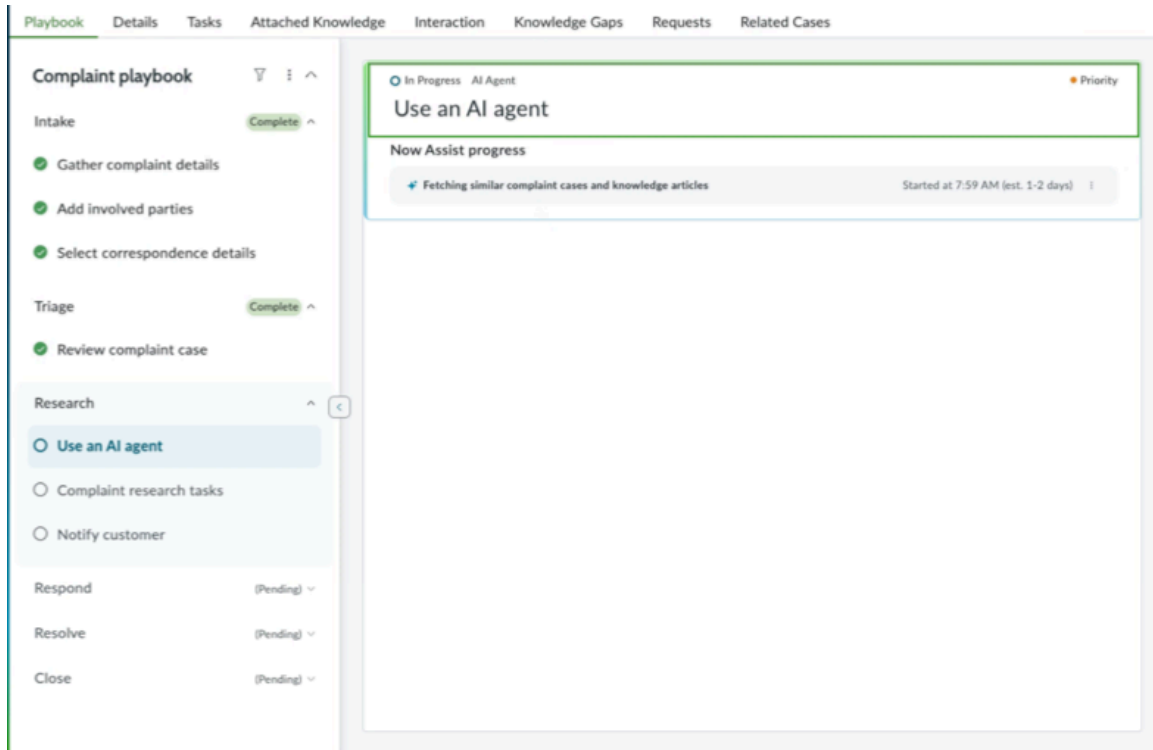 Playbook Details Tasks Attached Knowledge Interaction Knowledge Gaps Requests Related Cases
Complaint playbook
Intake Complete
Gather complaint details
Add involved parties
Select correspondence details
Triage Complete
Review complaint case
Research
Use an AI agent
Complaint research tasks
Notify customer
Respond (Pending)
Resolve (Pending)
Close (Pending)
In Progress AI Agent Priority
Use an AI agent
Now Assist progress
Fetching similar complaint cases and knowledge articles Started at 7:59 AM (est. 1-2 days)